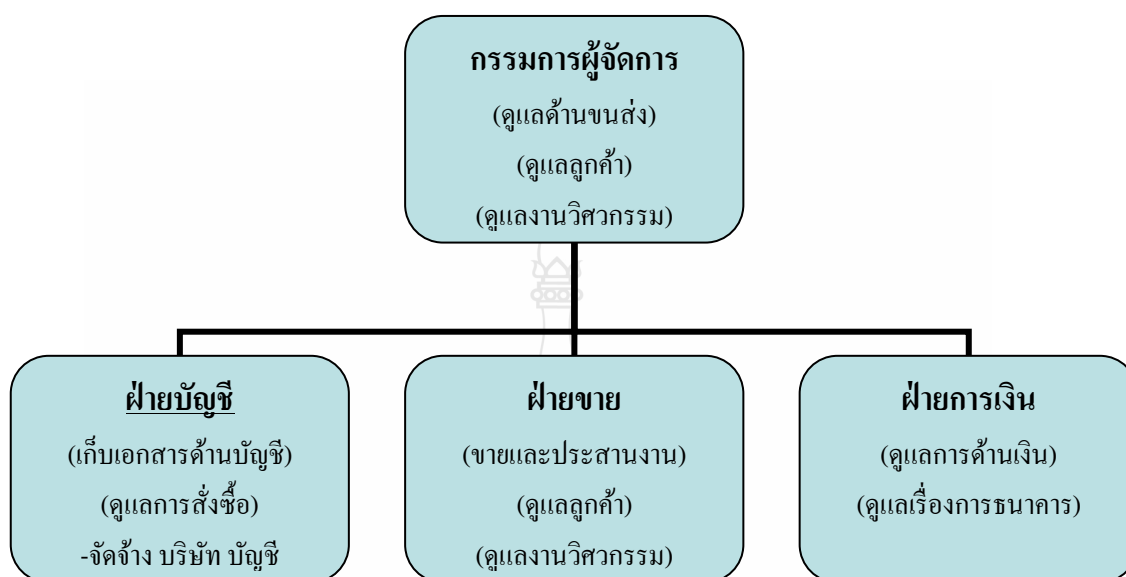 กรรมการผู้จัดการ
(ดูแลด้านขนส่ง)
(ดูแลลูกค้า)
(ดูแลงานวิศวกรรม)
ฝ่ายบัญชี
(เก็บเอกสารด้านบัญชี)
(ดูแลการสั่งซื้อ)
-จัดจ้าง บริษัท บัญชี
ฝ่ายขาย
(ขายและประสานงาน)
(ดูแลลูกค้า)
(ดูแลงานวิศวกรรม)
ฝ่ายการเงิน
(ดูแลการด้านเงิน)
(ดูแลเรื่องการธนาคาร)